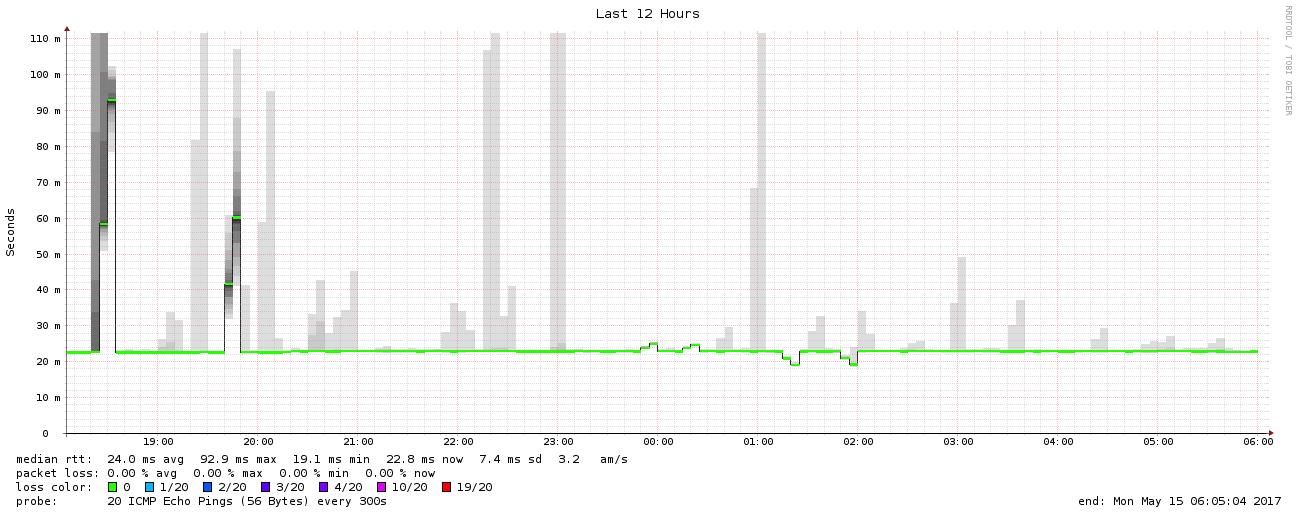 Last 12 Hours
RRDTOOL / TOBI OETIKER
Seconds
110 m
100 m
90 m
80 m
70 m
60 m
50 m
40 m
30 m
20 m
10 m
0
19:00 20:00 21:00 22:00 23:00 00:00 01:00 02:00 03:00 04:00 05:00 06:00
median rtt: 24.0 ms avg 92.9 ms max 19.1 ms min 22.8 ms now 7.4 ms sd 3.2 am/s
packet loss: 0.00 % avg 0.00 % max 0.00 % min 0.00 % now
loss color: 0 1/20 2/20 3/20 4/20 10/20 19/20
probe: 20 ICMP Echo Pings (56 Bytes) every 300s end: Mon May 15 06:05:04 2017